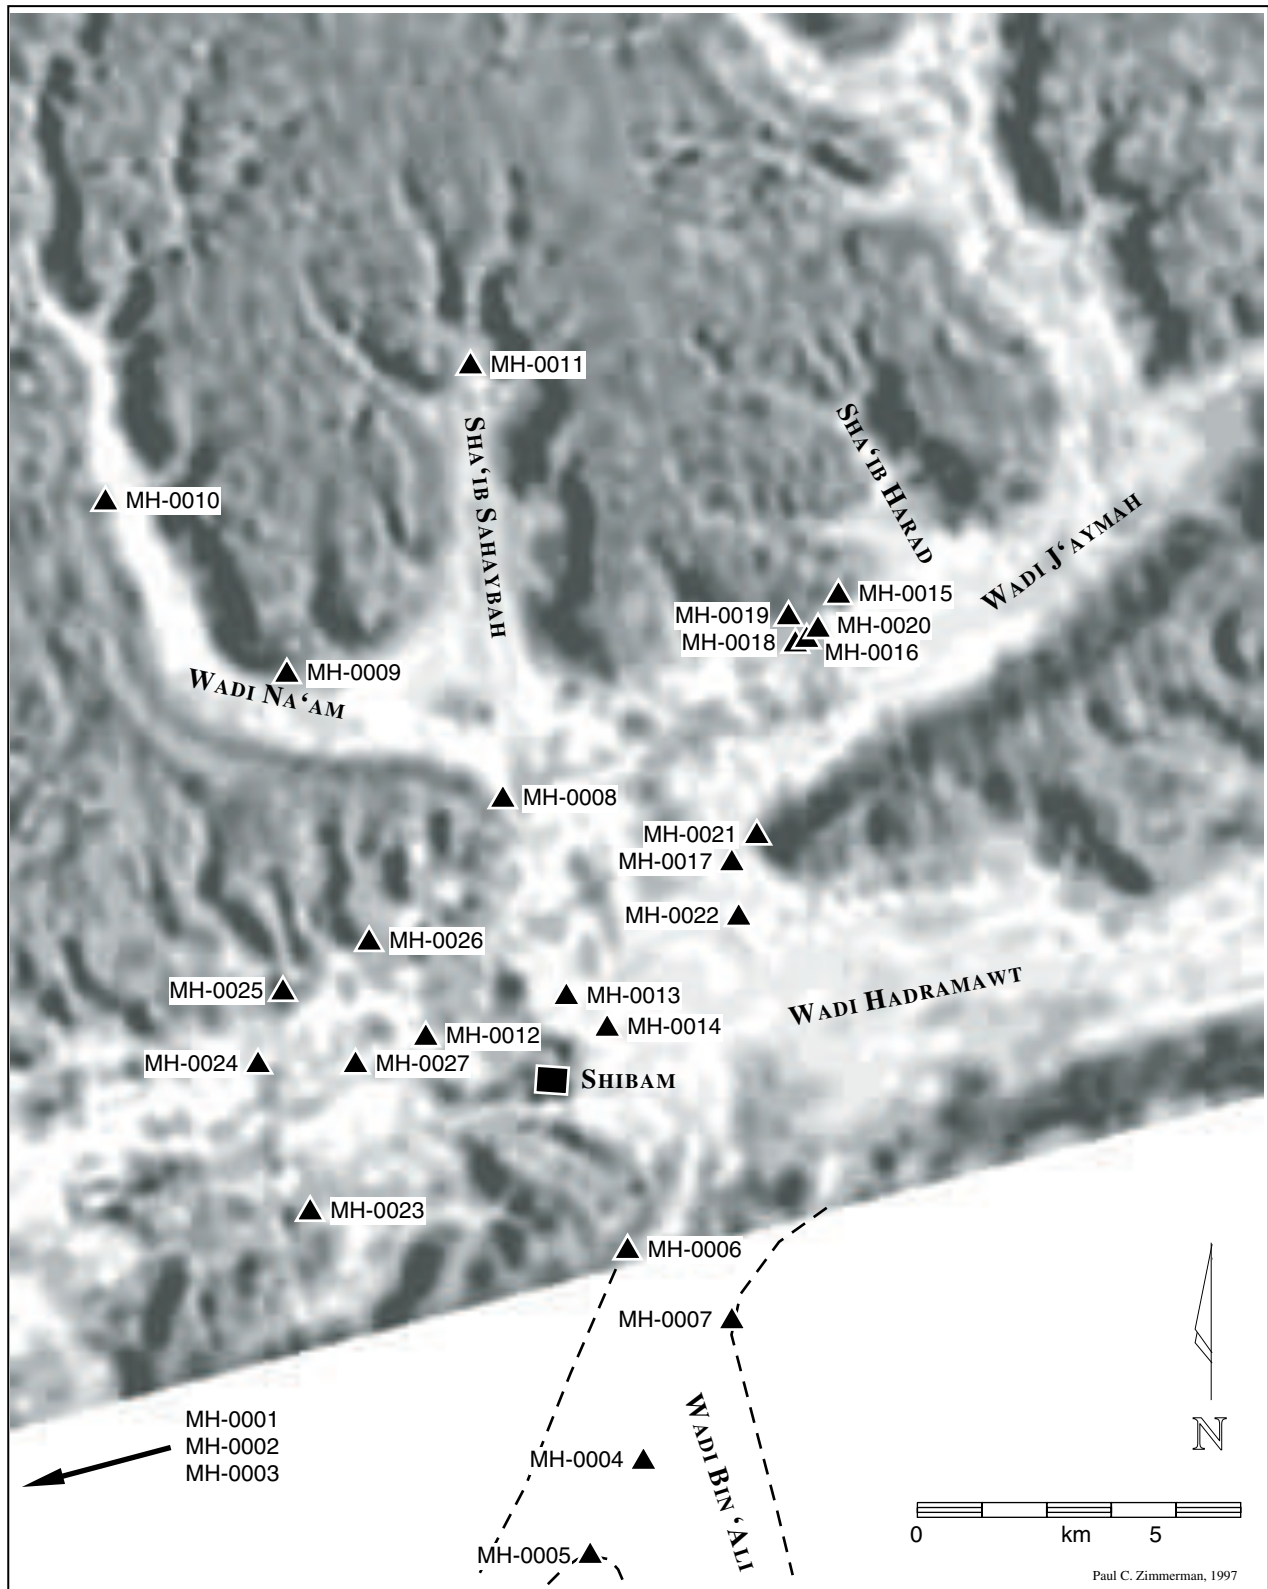 MH-0011
SHA‘IB SAHAYBAH
SHA‘IB HARAD
MH-0010
WADI J‘AYMAH
MH-0015
MH-0019
MH-0020
MH-0018
MH-0016
MH-0009
WADI NA‘AM
MH-0008
MH-0021
MH-0017
MH-0022
MH-0026
MH-0025
MH-0013
WADI HADRAMAWT
MH-0014
MH-0012
MH-0024
MH-0027
SHIBAM
MH-0023
MH-0006
MH-0007
MH-0001
MH-0002
MH-0003
WADI BIN ‘ALI
N
MH-0004
0 km 5
MH-0005
Paul C. Zimmerman, 1997